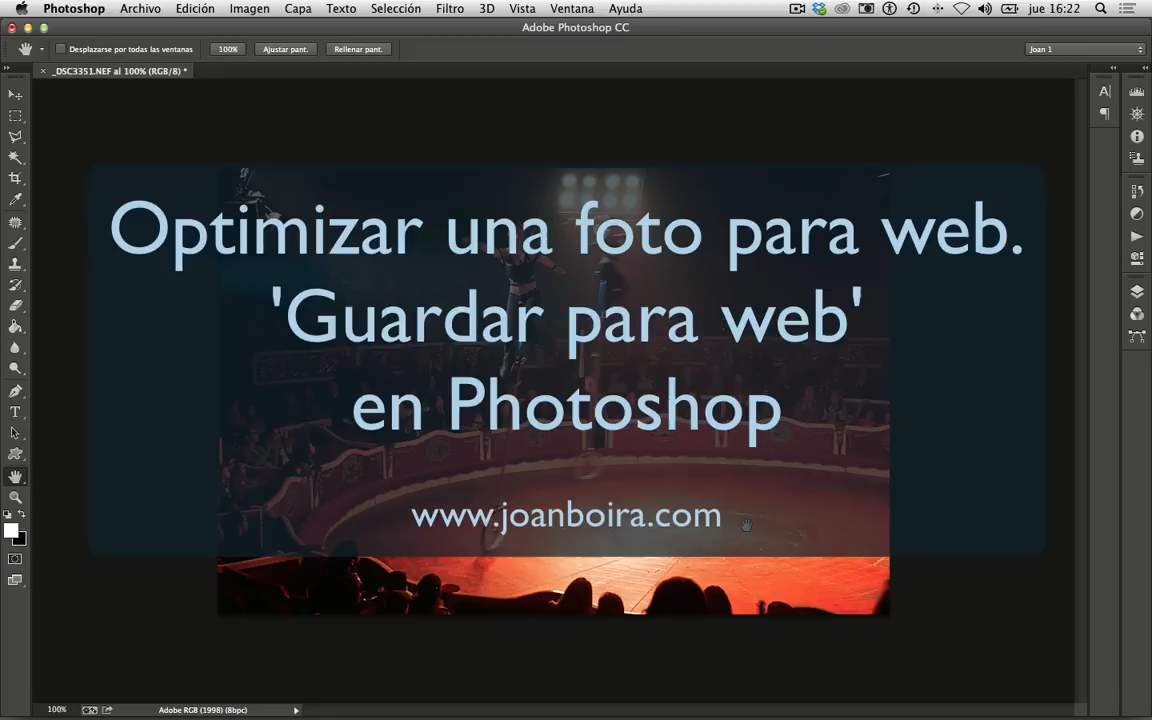 Photoshop Archivo Edición Imagen Capa Texto Selección Filtro 3D Vista Ventana Ayuda jue 16:22
Adobe Photoshop CC
Desplazarse por todas las ventanas 100% Ajustar pant. Rellenar pant. Joan 1
_DSC3351.NEF al 100% (RGB/8) *
Optimizar una foto para web.
'Guardar para web'
en Photoshop
www.joanboira.com
100% Adobe RGB (1998) (8bpc)